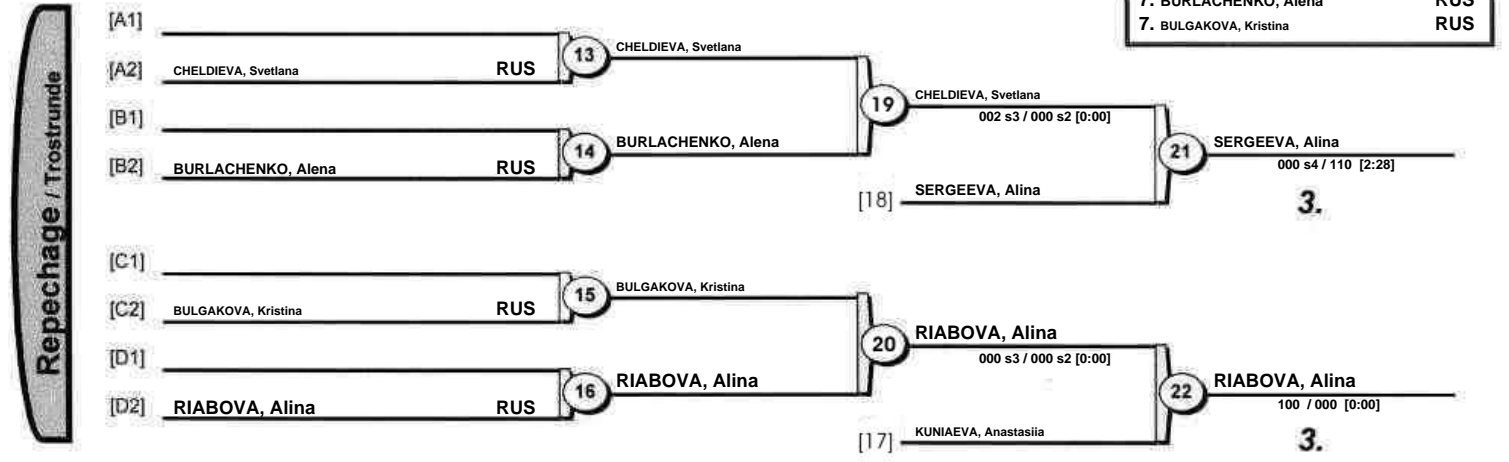 7. BURLACHENKO, Alena RUS
7. BULGAKOVA, Kristina RUS
Repechage / Trostrunde
[A1]
[A2] CHELDIEVA, Svetlana RUS
13 CHELDIEVA, Svetlana
[B1]
[B2] BURLACHENKO, Alena RUS
14 BURLACHENKO, Alena
19 CHELDIEVA, Svetlana
002 s3 / 000 s2 [0:00]
[18] SERGEEVA, Alina
21 SERGEEVA, Alina
000 s4 / 110 [2:28]
3.
[C1]
[C2] BULGAKOVA, Kristina RUS
15 BULGAKOVA, Kristina
[D1]
[D2] RIABOVA, Alina RUS
16 RIABOVA, Alina
20 RIABOVA, Alina
000 s3 / 000 s2 [0:00]
[17] KUNIAEVA, Anastasiia
22 RIABOVA, Alina
100 / 000 [0:00]
3.